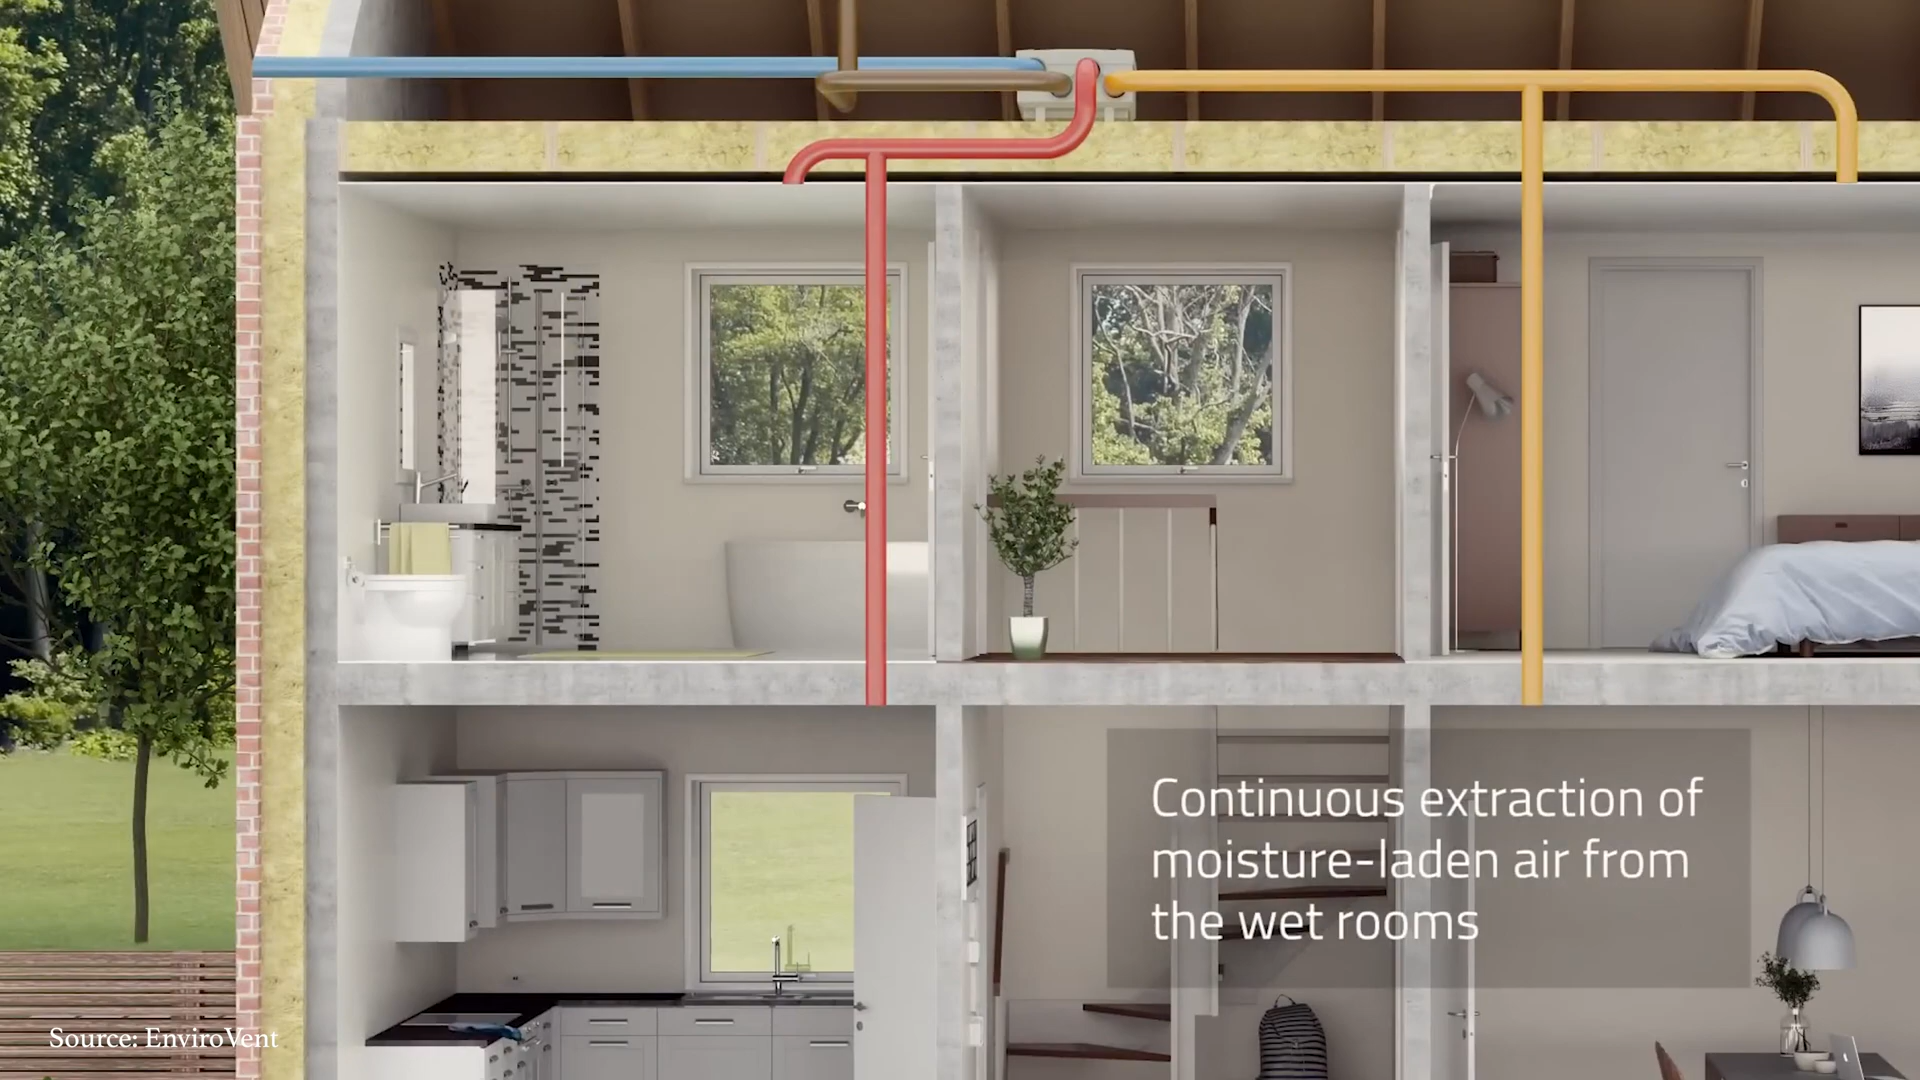 Continuous extraction of
moisture-laden air from
the wet rooms
Source: EnviroVent